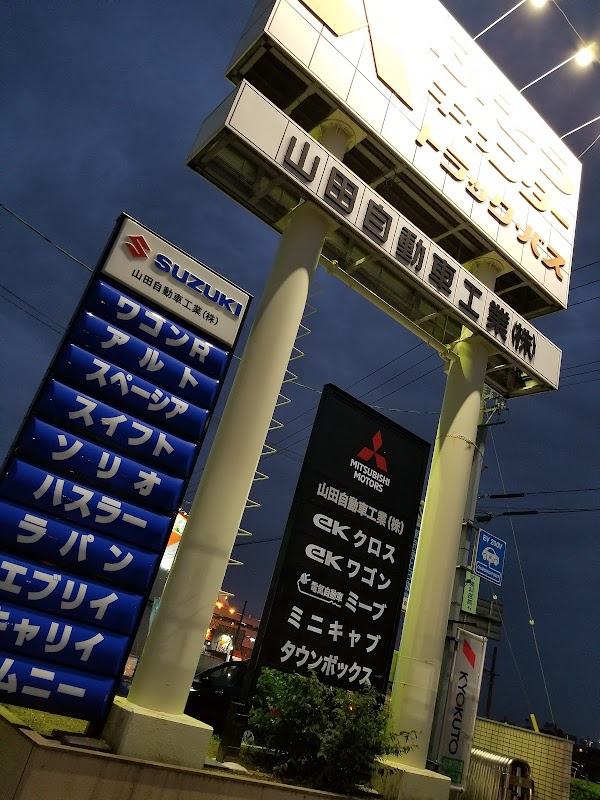 トラック・バス
山田自動車工業(株)
SUZUKI
山田自動車工業(株)
ワゴンR
アルト
スペーシア
スイフト
ソリオ
ハスラー
ラパン
エブリイ
キャリイ
ムニー
MITSUBISHI
MOTORS
山田自動車工業(株)
eKクロス
eKワゴン
電気自動車 ミーブ
ミニキャブ
タウンボックス
EV 200V
KYOKUTO